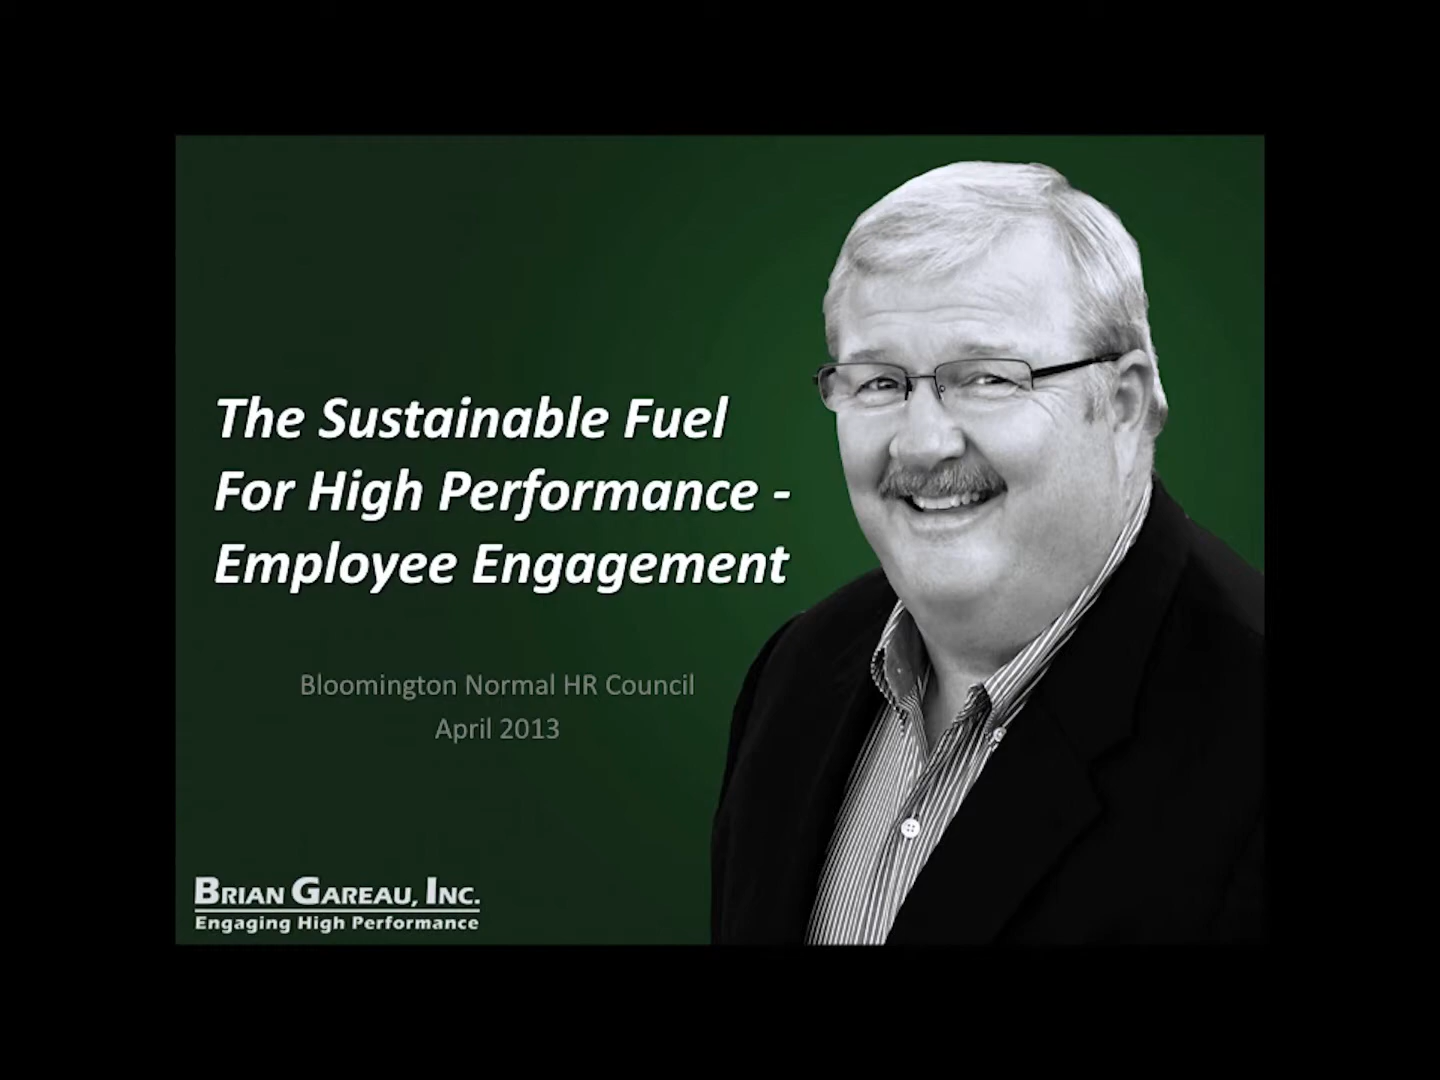 The Sustainable Fuel
For High Performance -
Employee Engagement
Bloomington Normal HR Council
April 2013
BRIAN GAREAU, INC.
Engaging High Performance